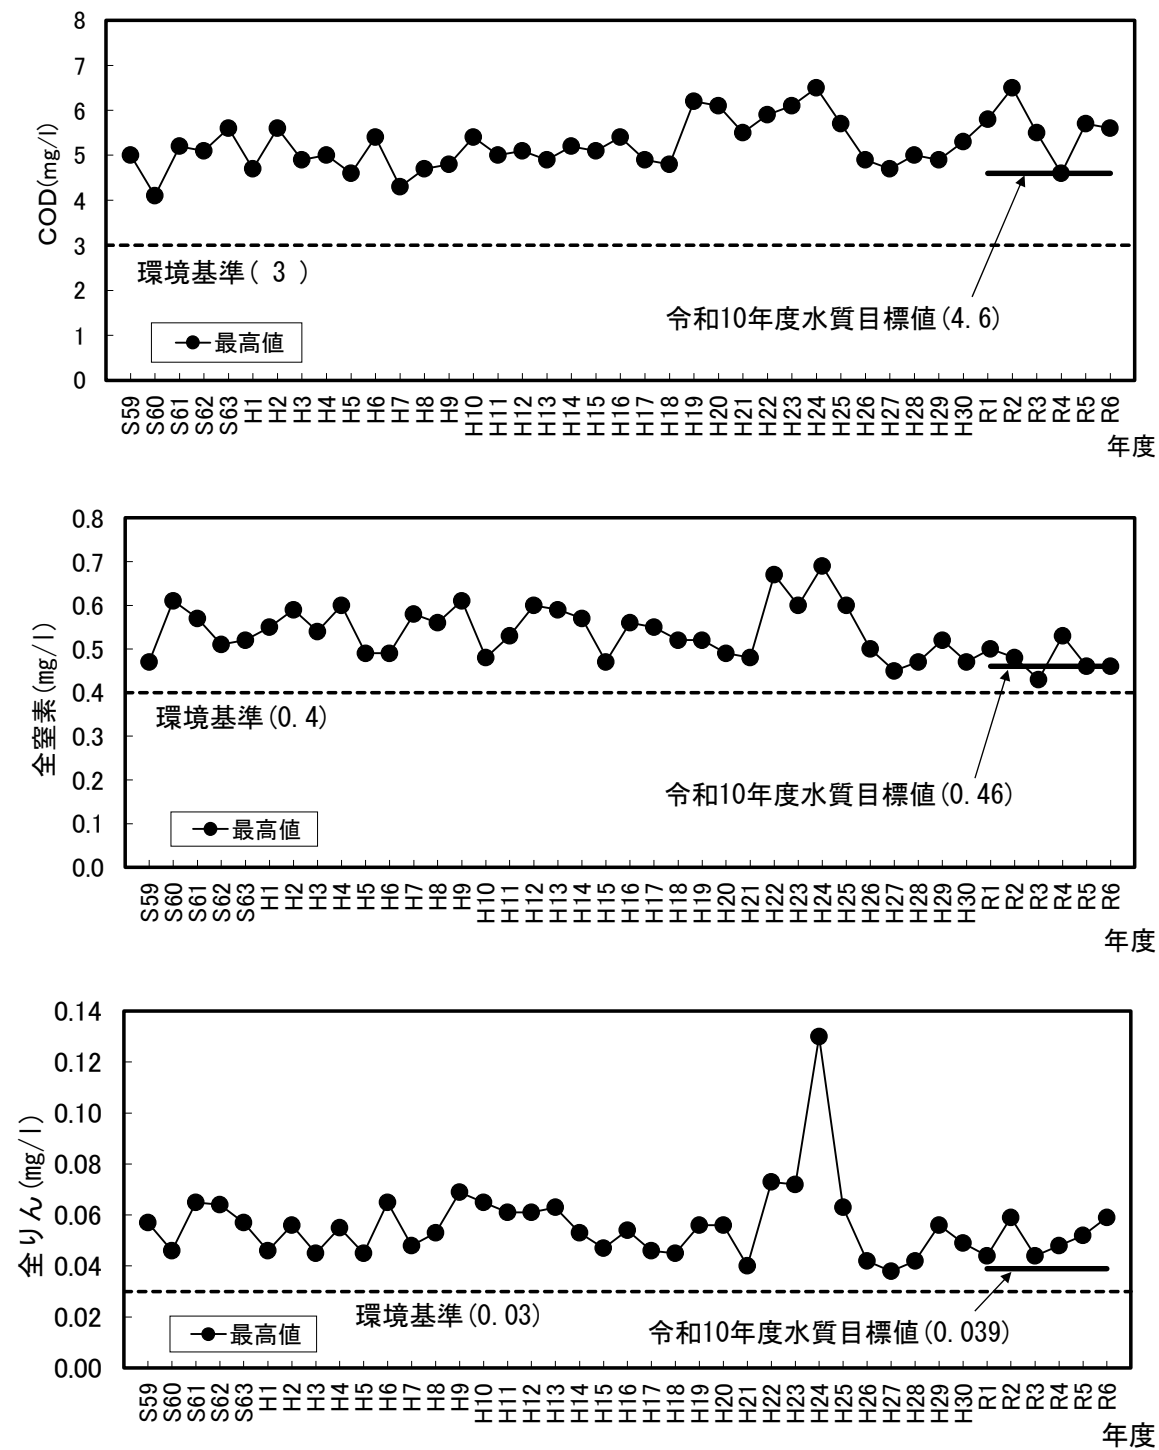 8
7
6
5
4
3
2
1
0
COD(mg/l)
環境基準( 3 )
令和10年度水質目標値(4.6)
最高値
S59 S60 S61 S62 S63 H1 H2 H3 H4 H5 H6 H7 H8 H9 H10 H11 H12 H13 H14 H15 H16 H17 H18 H19 H20 H21 H22 H23 H24 H25 H26 H27 H28 H29 H30 R1 R2 R3 R4 R5 R6
年度
0.8
0.7
0.6
0.5
0.4
0.3
0.2
0.1
0.0
全窒素(mg/l)
環境基準(0.4)
令和10年度水質目標値(0.46)
最高値
S59 S60 S61 S62 S63 H1 H2 H3 H4 H5 H6 H7 H8 H9 H10 H11 H12 H13 H14 H15 H16 H17 H18 H19 H20 H21 H22 H23 H24 H25 H26 H27 H28 H29 H30 R1 R2 R3 R4 R5 R6
年度
0.14
0.12
0.10
0.08
0.06
0.04
0.02
0.00
全りん(mg/l)
環境基準(0.03)
令和10年度水質目標値(0.039)
最高値
S59 S60 S61 S62 S63 H1 H2 H3 H4 H5 H6 H7 H8 H9 H10 H11 H12 H13 H14 H15 H16 H17 H18 H19 H20 H21 H22 H23 H24 H25 H26 H27 H28 H29 H30 R1 R2 R3 R4 R5 R6
年度